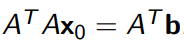 AᵀAx₀ = Aᵀb